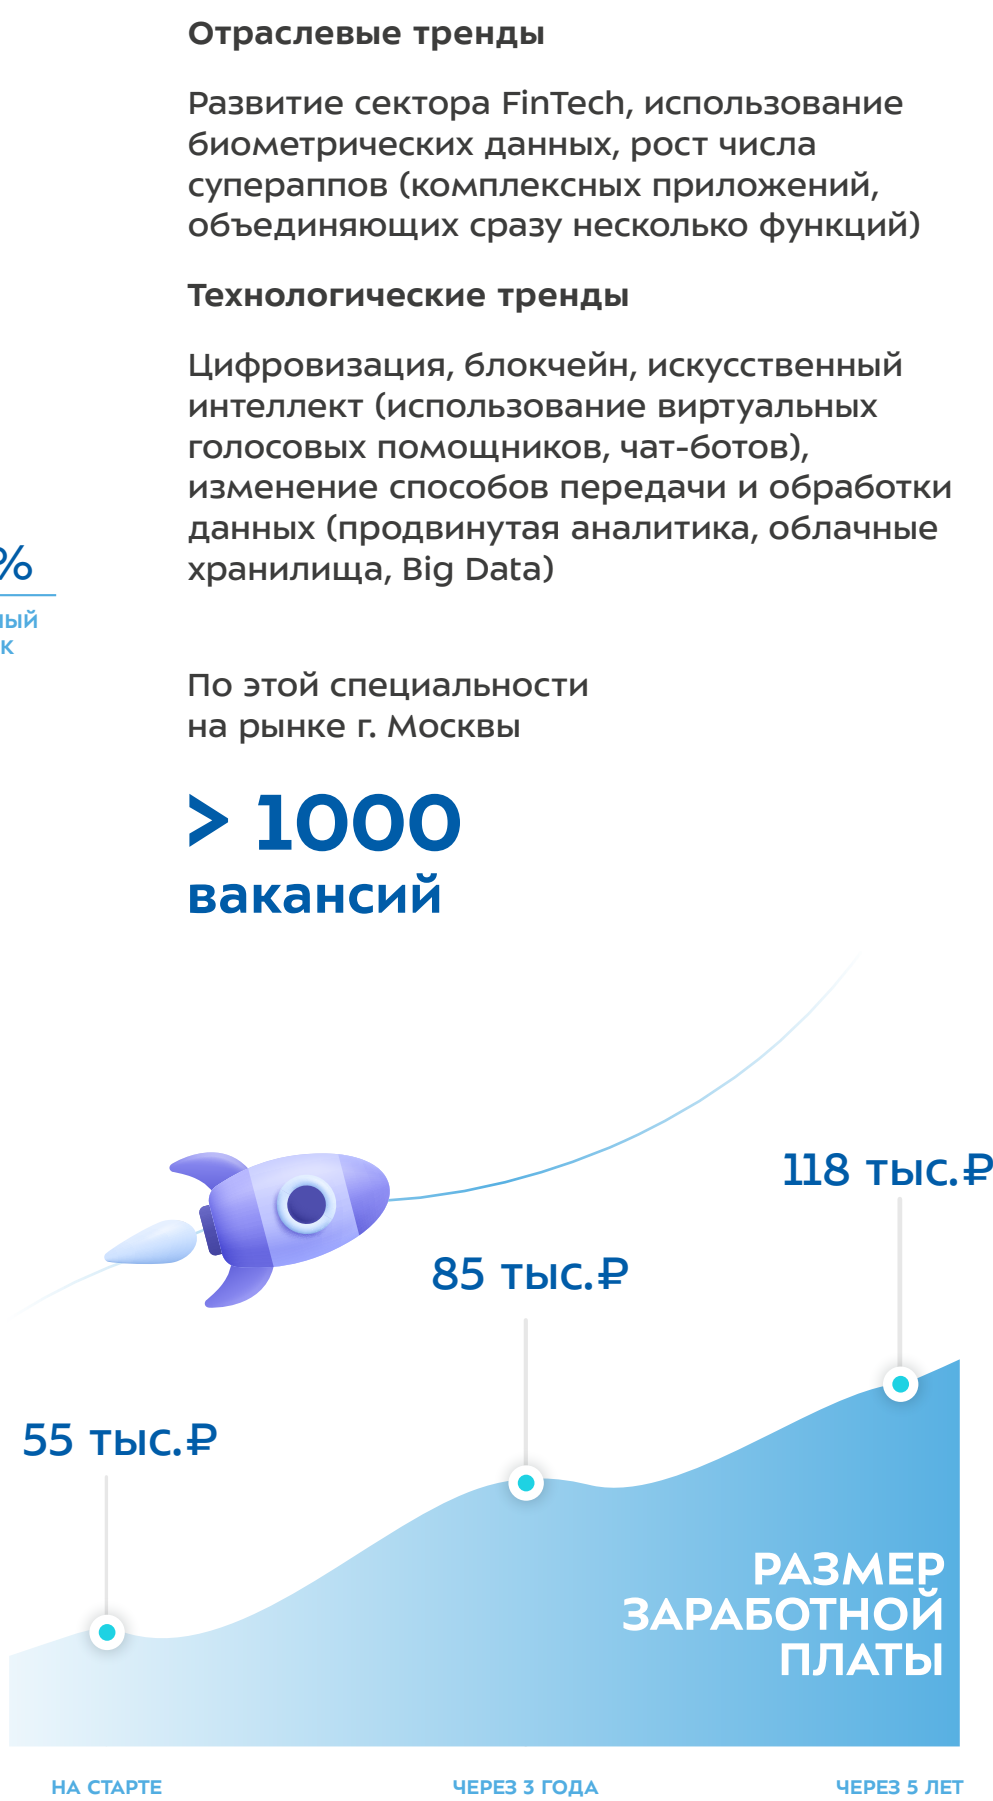 Отраслевые тренды
Развитие сектора FinTech, использование
биометрических данных, рост числа
супераппов (комплексных приложений,
объединяющих сразу несколько функций)
Технологические тренды
Цифровизация, блокчейн, искусственный
интеллект (использование виртуальных
голосовых помощников, чат-ботов),
изменение способов передачи и обработки
данных (продвинутая аналитика, облачные
хранилища, Big Data)
%
По этой специальности
на рынке г. Москвы
> 1000
вакансий
118 тыс.₽
85 тыс.₽
55 тыс.₽
РАЗМЕР
ЗАРАБОТНОЙ
ПЛАТЫ
НА СТАРТЕ
ЧЕРЕЗ 3 ГОДА
ЧЕРЕЗ 5 ЛЕТ